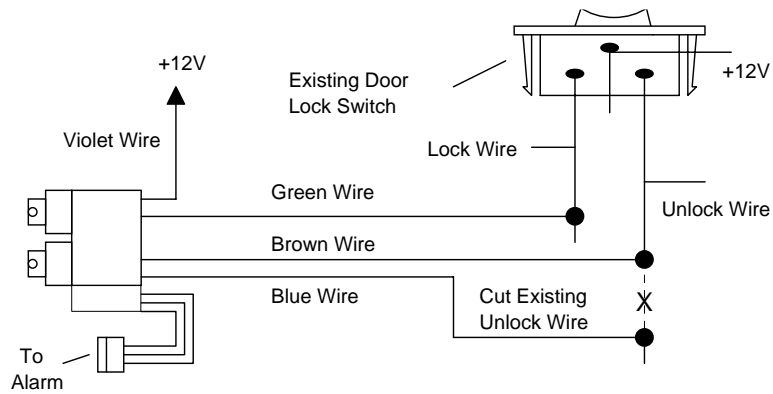 +12V
Existing Door
Lock Switch
+12V
Violet Wire
Lock Wire
Green Wire
Unlock Wire
Brown Wire
Blue Wire
Cut Existing
Unlock Wire
X
To
Alarm